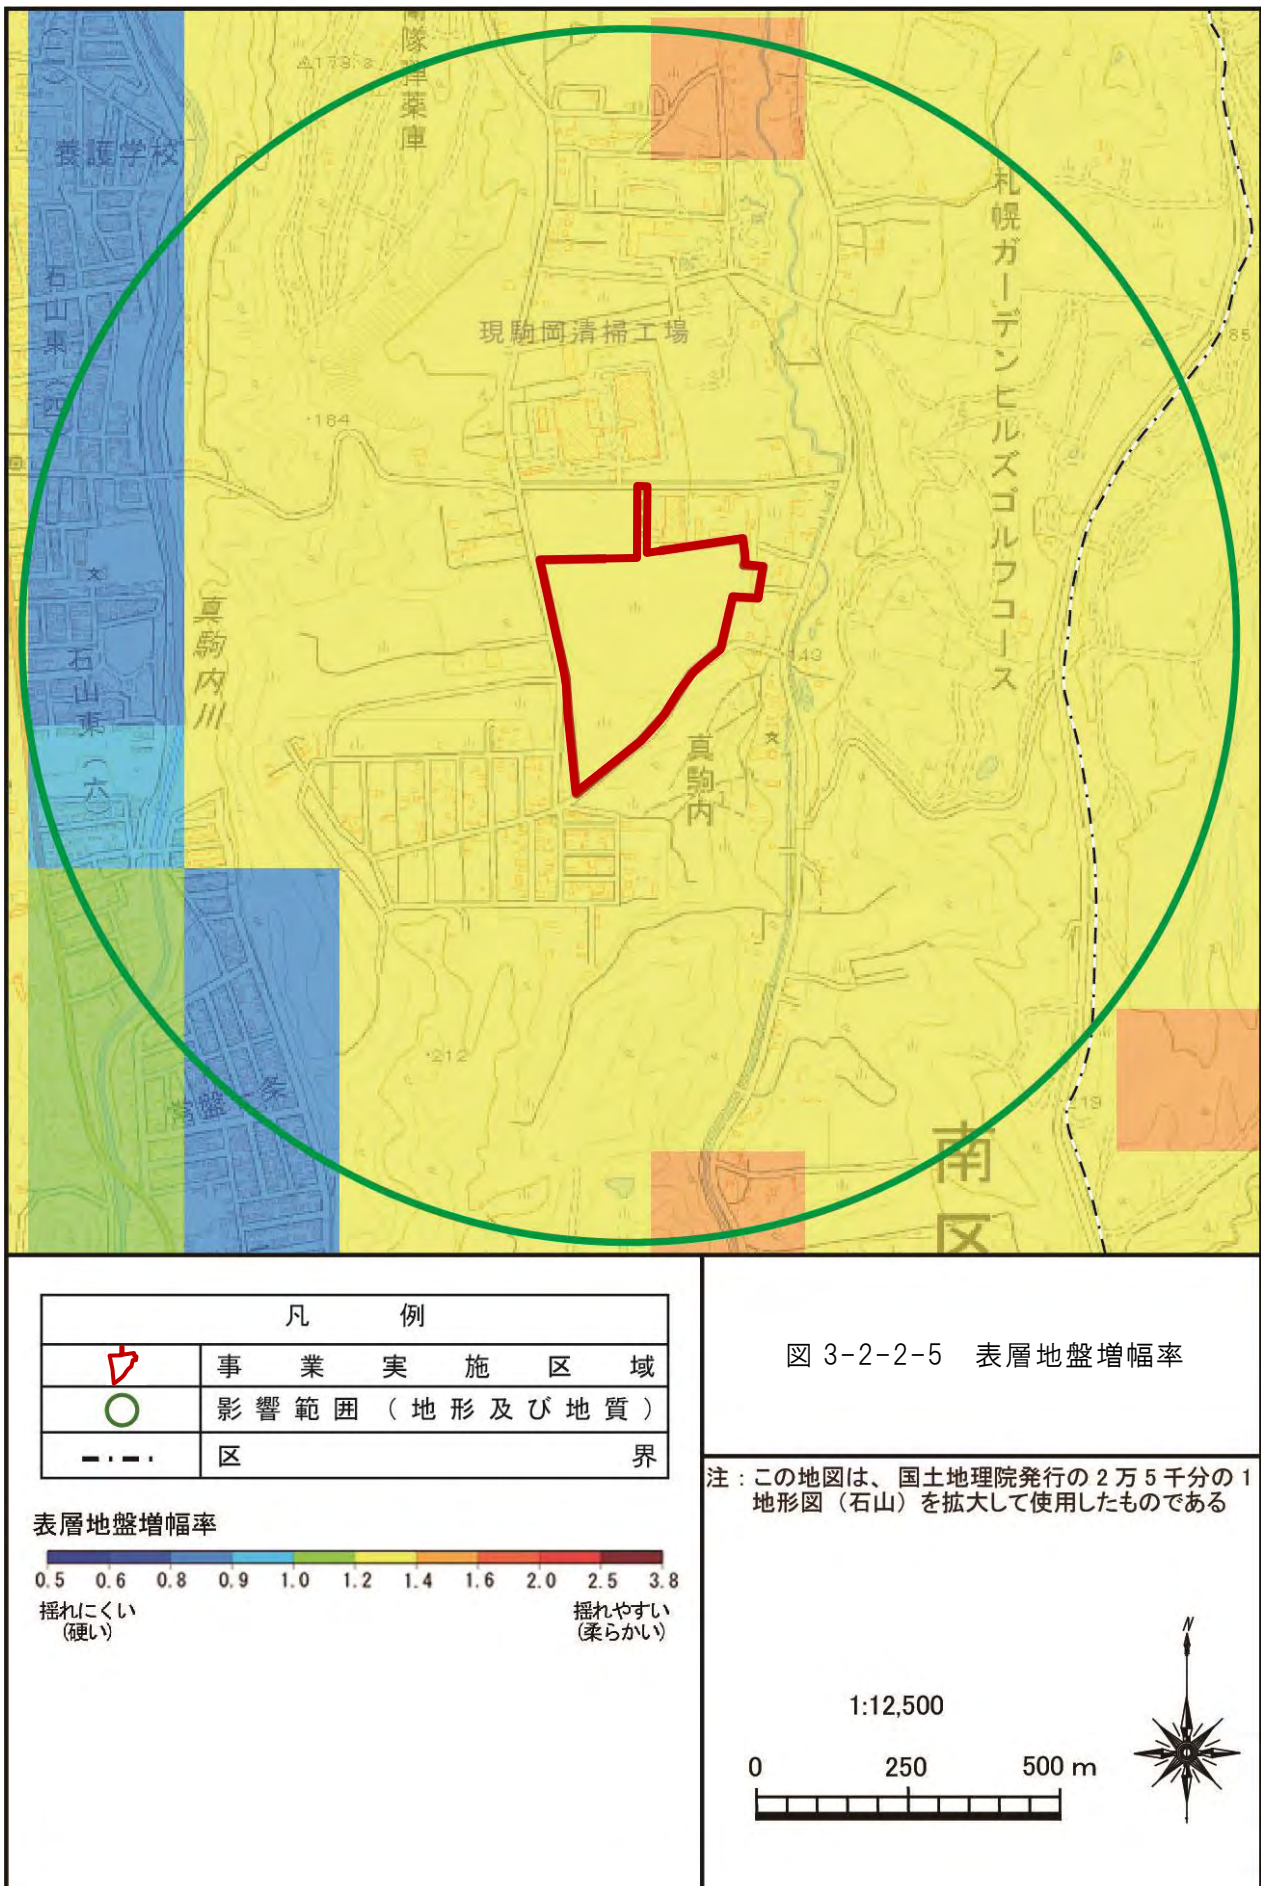 隊弾薬庫
179.8
養護学校
石山東（四）
札幌ガーデンヒルズゴルフコース
185
現駒岡清掃工場
・184
真駒内川
文
石山東（六）
143
文
真駒内
・212
常盤一条
219
南区
凡　例
事業実施区域
影響範囲（地形及び地質）
区界
図 3-2-2-5　表層地盤増幅率
注：この地図は、国土地理院発行の２万５千分の１
地形図（石山）を拡大して使用したものである
表層地盤増幅率
0.5 0.6 0.8 0.9 1.0 1.2 1.4 1.6 2.0 2.5 3.8
揺れにくい
（硬い）
揺れやすい
（柔らかい）
N
1:12,500
0 250 500 m